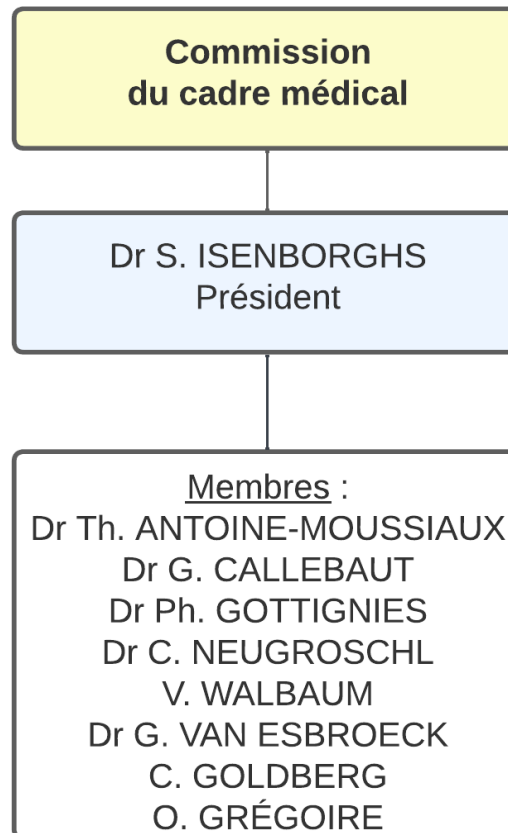 Commission
du cadre médical
Dr S. ISENBORGHS
Président
Membres :
Dr Th. ANTOINE-MOUSSIAUX
Dr G. CALLEBAUT
Dr Ph. GOTTIGNIES
Dr C. NEUGROSCHL
V. WALBAUM
Dr G. VAN ESBROECK
C. GOLDBERG
O. GRÉGOIRE